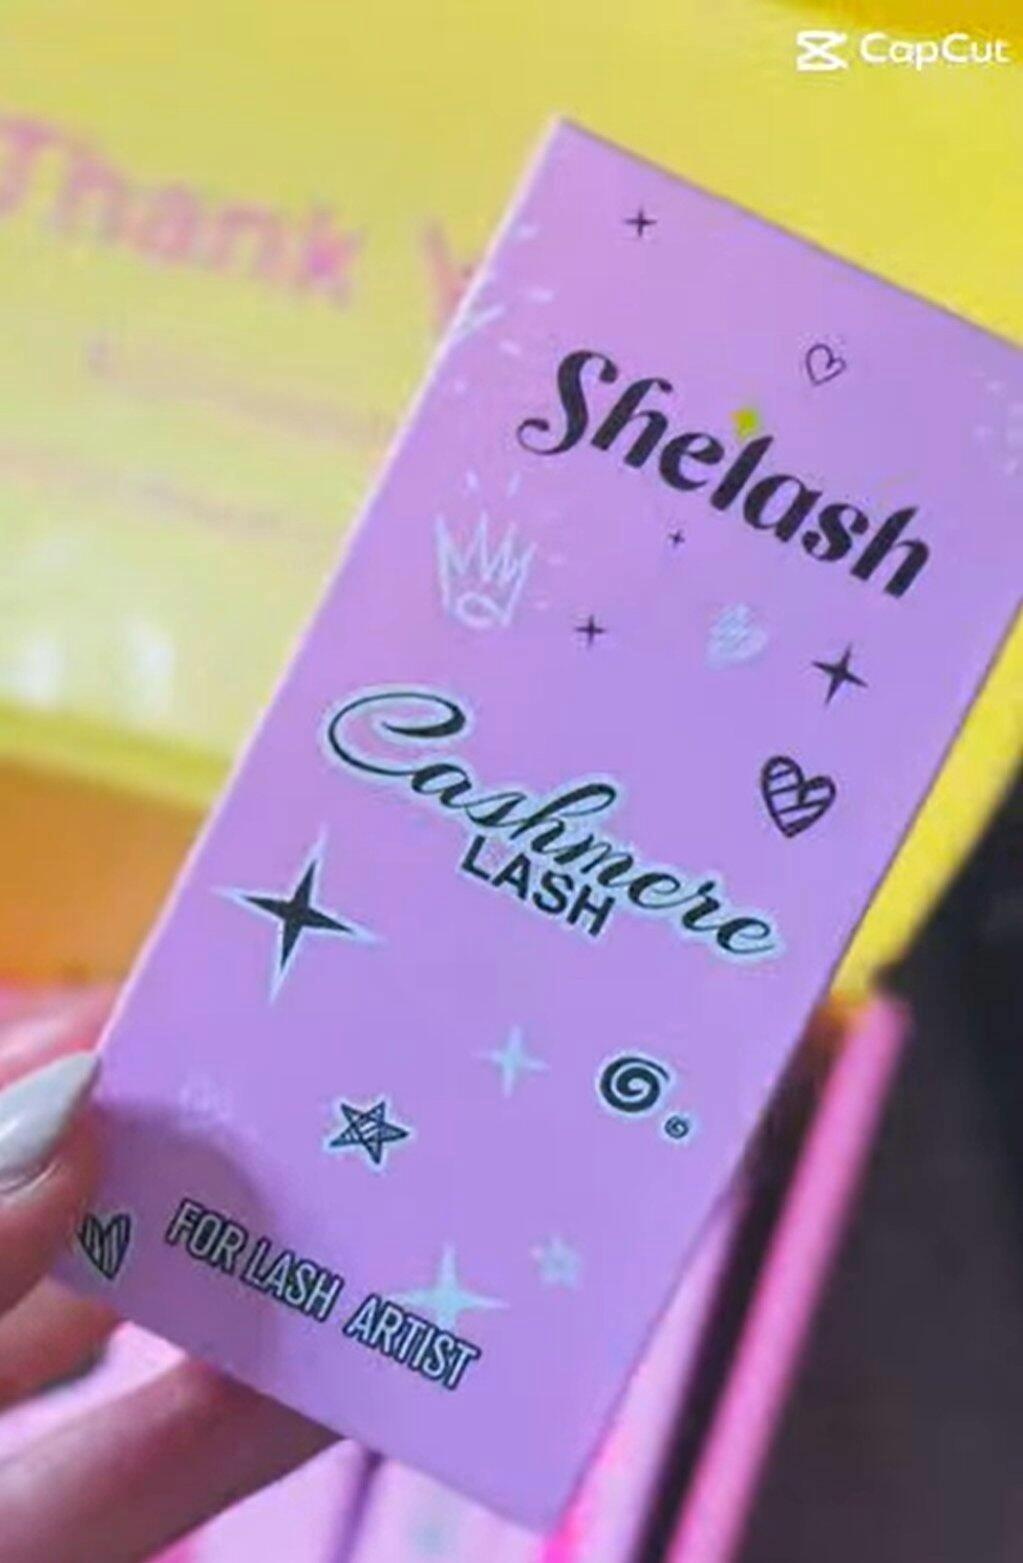 CapCut
Thank
Shelash
Cashmere
LASH
FOR LASH ARTIST